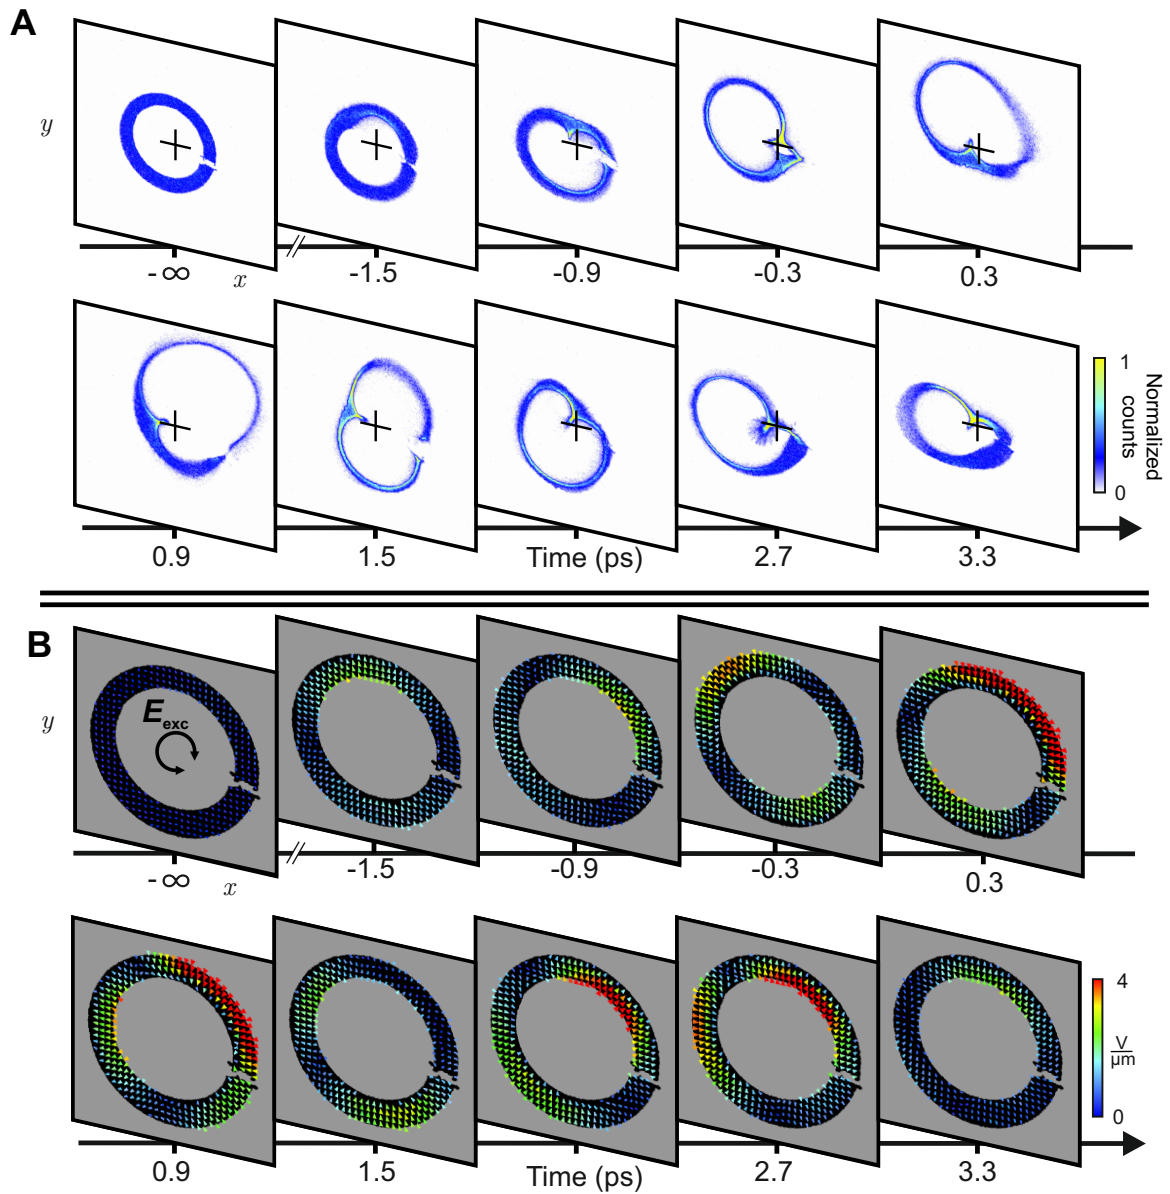 A
y
-∞ x -1.5 -0.9 -0.3 0.3
1
Normalized
counts
0
0.9 1.5 Time (ps) 2.7 3.3
B
E exc
y
-∞ x -1.5 -0.9 -0.3 0.3
4
V
μm
0
0.9 1.5 Time (ps) 2.7 3.3